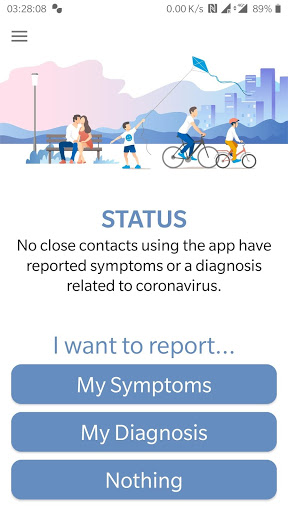 03:28:08 0.00 K/s 89%
STATUS
No close contacts using the app have
reported symptoms or a diagnosis
related to coronavirus.
I want to report...
My Symptoms
My Diagnosis
Nothing